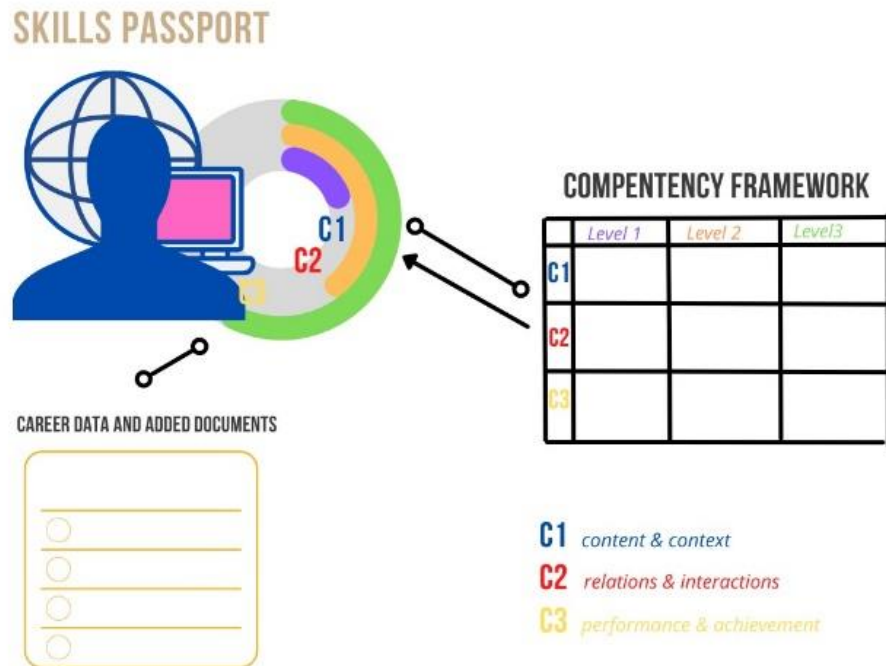 SKILLS PASSPORT
C1
C2
C3
COMPENTENCY FRAMEWORK
Level 1 Level 2 Level3
C1
C2
C3
CAREER DATA AND ADDED DOCUMENTS
C1 content & context
C2 relations & interactions
C3 performance & achievement